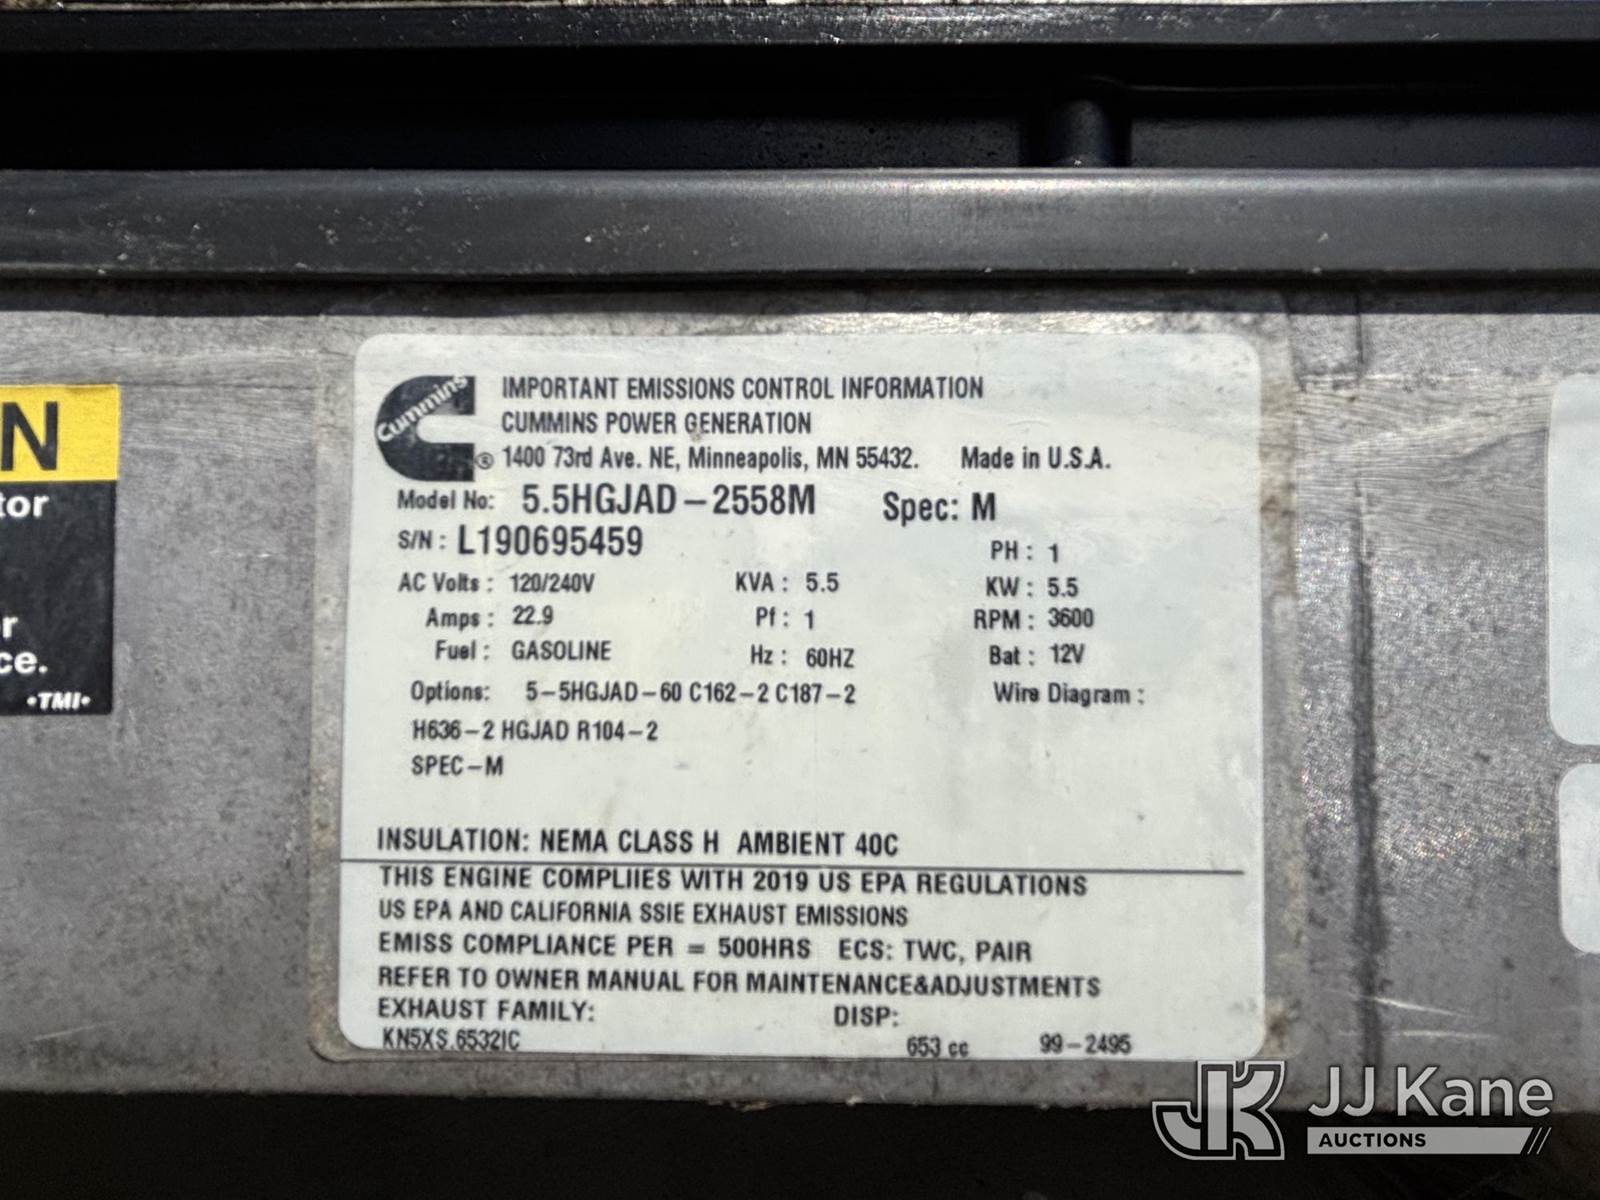 Cummins
®
IMPORTANT EMISSIONS CONTROL INFORMATION
CUMMINS POWER GENERATION
1400 73rd Ave. NE, Minneapolis, MN 55432. Made in U.S.A.
Model No: 5.5HGJAD-2558M Spec: M
S/N: L190695459 PH: 1
AC Volts: 120/240V KVA: 5.5 KW: 5.5
Amps: 22.9 Pf: 1 RPM: 3600
Fuel: GASOLINE Hz: 60HZ Bat: 12V
Options: 5-5HGJAD-60 C162-2 C187-2 Wire Diagram:
H636-2 HGJAD R104-2
SPEC-M
INSULATION: NEMA CLASS H AMBIENT 40C
THIS ENGINE COMPLIIES WITH 2019 US EPA REGULATIONS
US EPA AND CALIFORNIA SSIE EXHAUST EMISSIONS
EMISS COMPLIANCE PER = 500HRS ECS: TWC, PAIR
REFER TO OWNER MANUAL FOR MAINTENANCE&ADJUSTMENTS
EXHAUST FAMILY: DISP:
KN5XS.6532IC 653 cc 99-2495
N
tor
r
ce.
•TMI•
JK JJ Kane
AUCTIONS